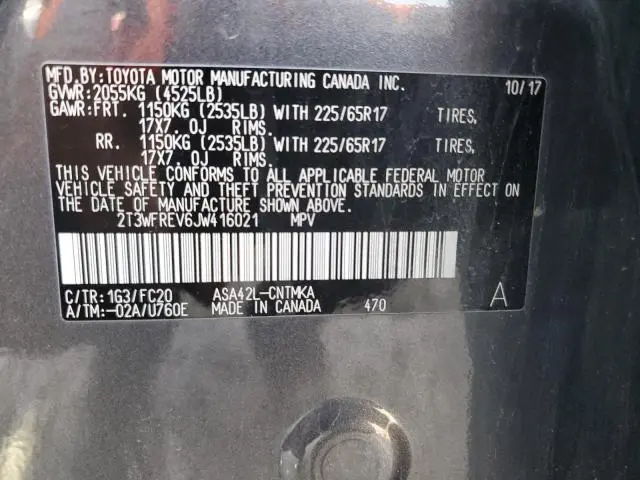 MFD.BY:TOYOTA MOTOR MANUFACTURING CANADA INC. 10/17
GVWR:2055KG (4525LB)
GAWR:FRT. 1150KG (2535LB) WITH 225/65R17 TIRES,
17X7.0J RIMS.
RR. 1150KG (2535LB) WITH 225/65R17 TIRES,
17X7.0J RIMS.
THIS VEHICLE CONFORMS TO ALL APPLICABLE FEDERAL MOTOR
VEHICLE SAFETY AND THEFT PREVENTION STANDARDS IN EFFECT ON
THE DATE OF MANUFACTURE SHOWN ABOVE.
2T3WFREV6JW416021 MPV
C/TR:1G3/FC20 ASA42L-CNTMKA A
A/TM:-02A/U760E MADE IN CANADA 470